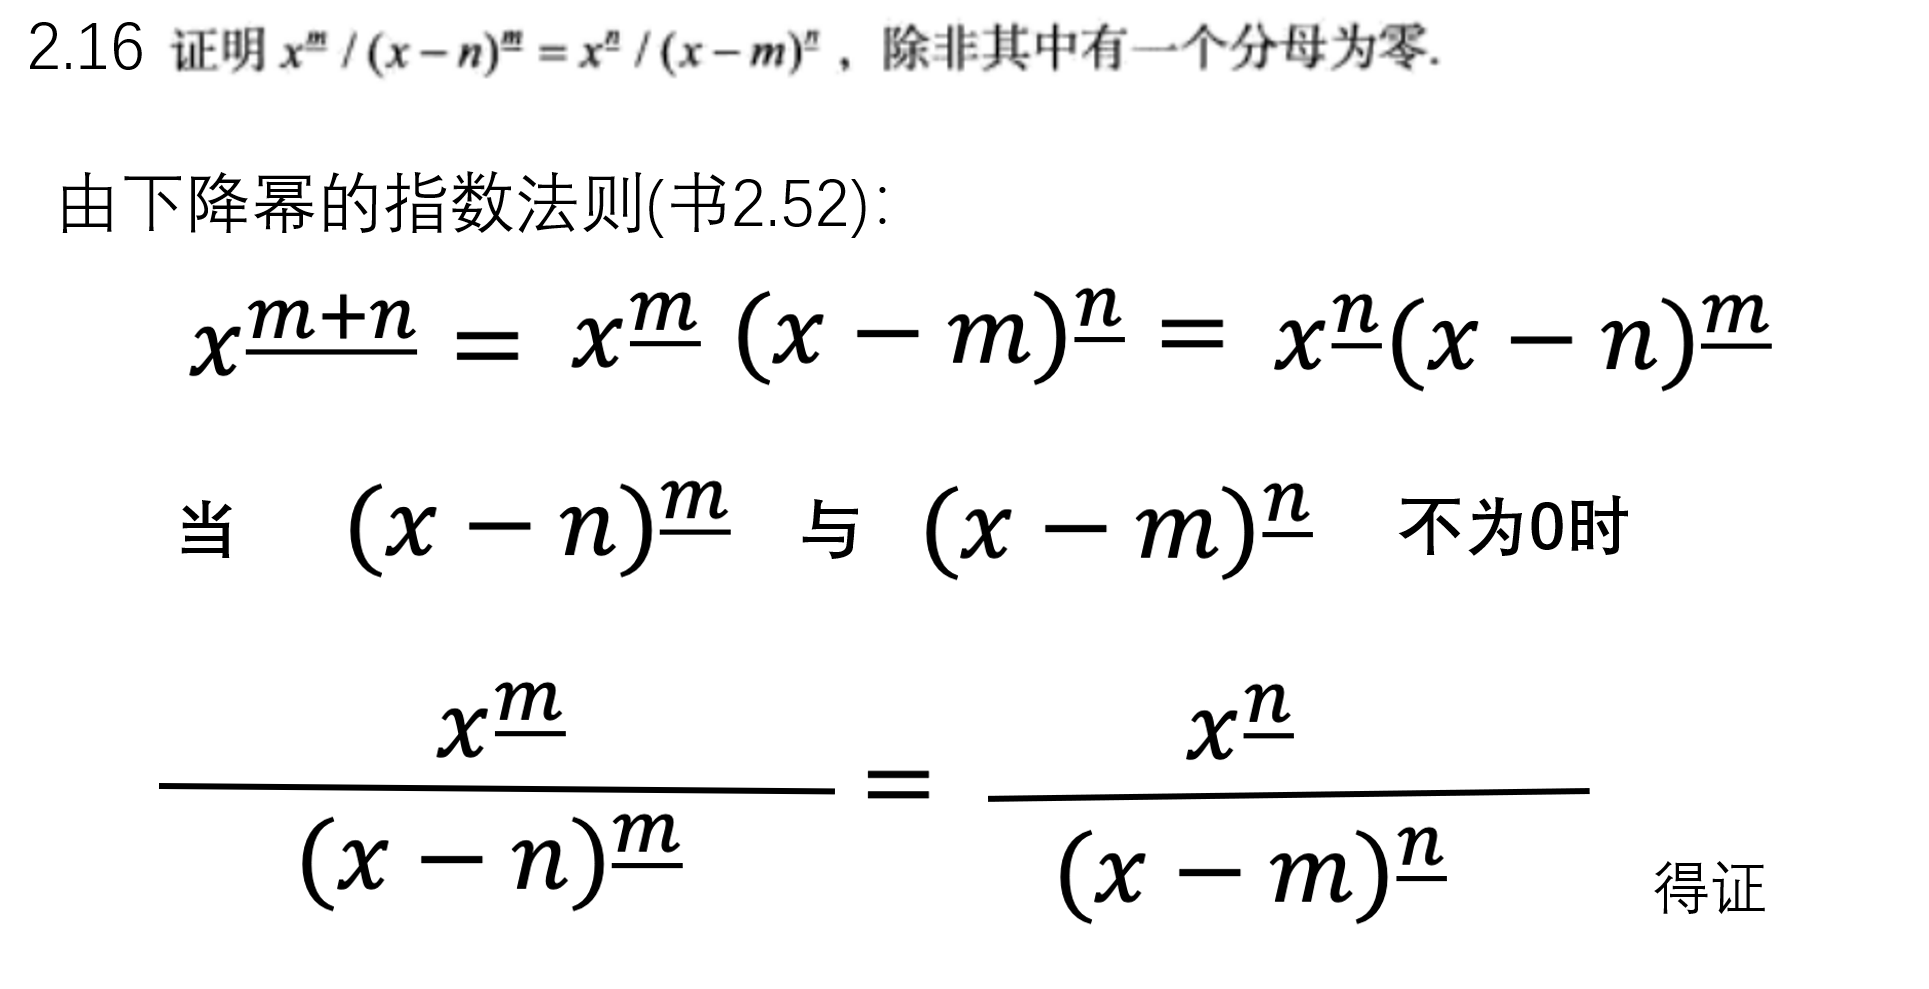 2.16 证明 x^{\underline{m}} / (x − n)^{\underline{m}} = x^{\underline{n}} / (x − m)^{\underline{n}} , 除非其中有一个分母为零.
由下降幂的指数法则(书2.52):
x^{\underline{m+n}} = x^{\underline{m}} (x − m)^{\underline{n}} = x^{\underline{n}}(x − n)^{\underline{m}}
当 (x − n)^{\underline{m}} 与 (x − m)^{\underline{n}} 不为0时
\frac{x^{\underline{m}}}{(x − n)^{\underline{m}}} = \frac{x^{\underline{n}}}{(x − m)^{\underline{n}}} 得证